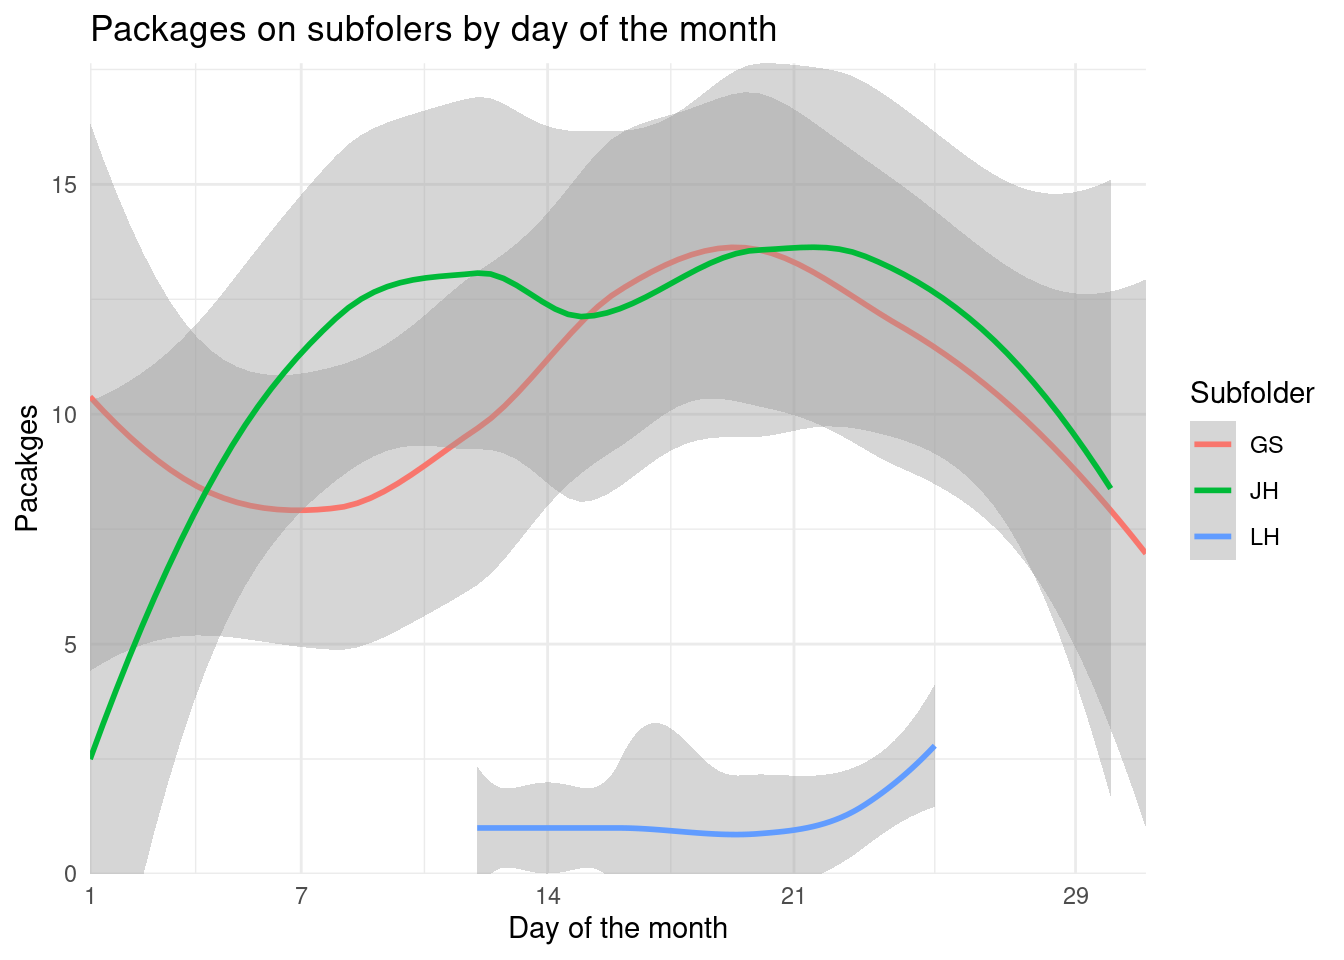 Packages on subfolers by day of the month
Pacakges
15
10
5
0
1 7 14 21 29
Day of the month
Subfolder
GS
JH
LH